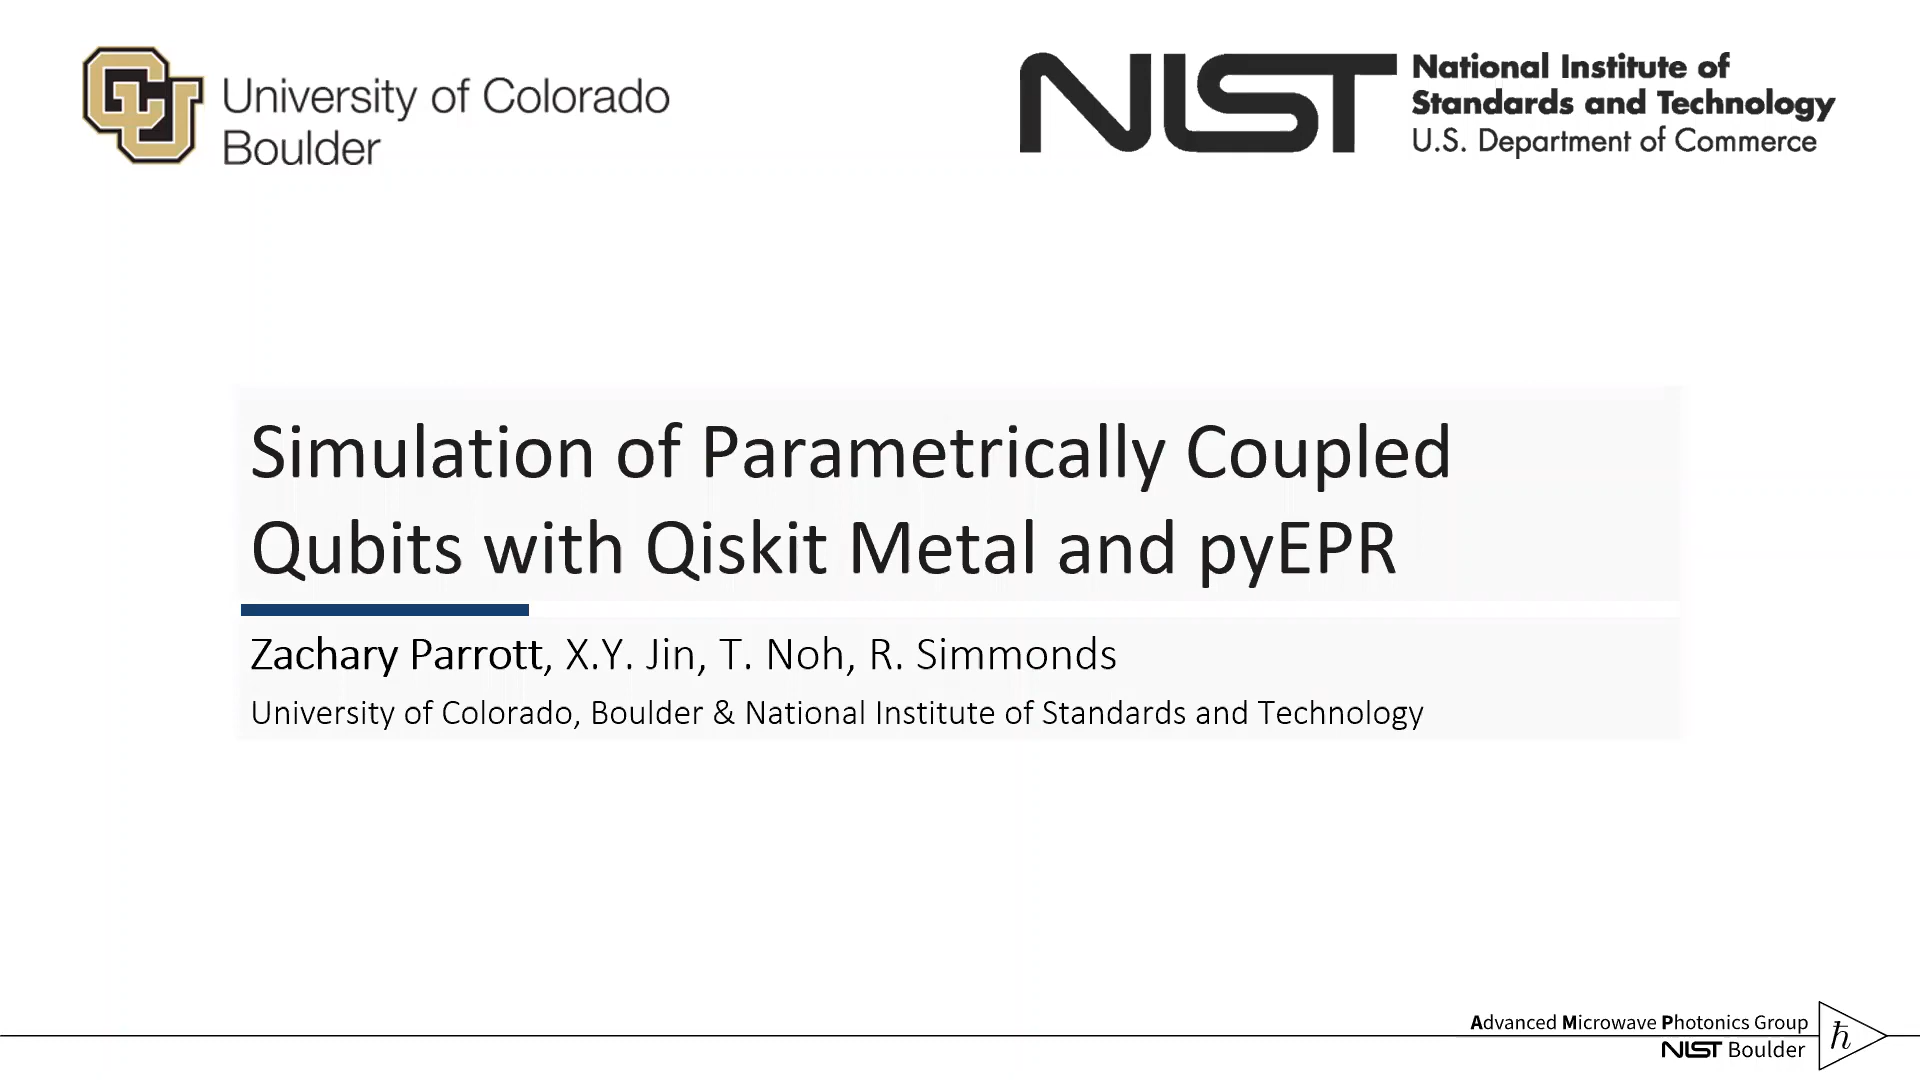 University of Colorado
Boulder
NIST
National Institute of
Standards and Technology
U.S. Department of Commerce
Simulation of Parametrically Coupled
Qubits with Qiskit Metal and pyEPR
Zachary Parrott, X.Y. Jin, T. Noh, R. Simmonds
University of Colorado, Boulder & National Institute of Standards and Technology
Advanced Microwave Photonics Group
NIST Boulder
ħ